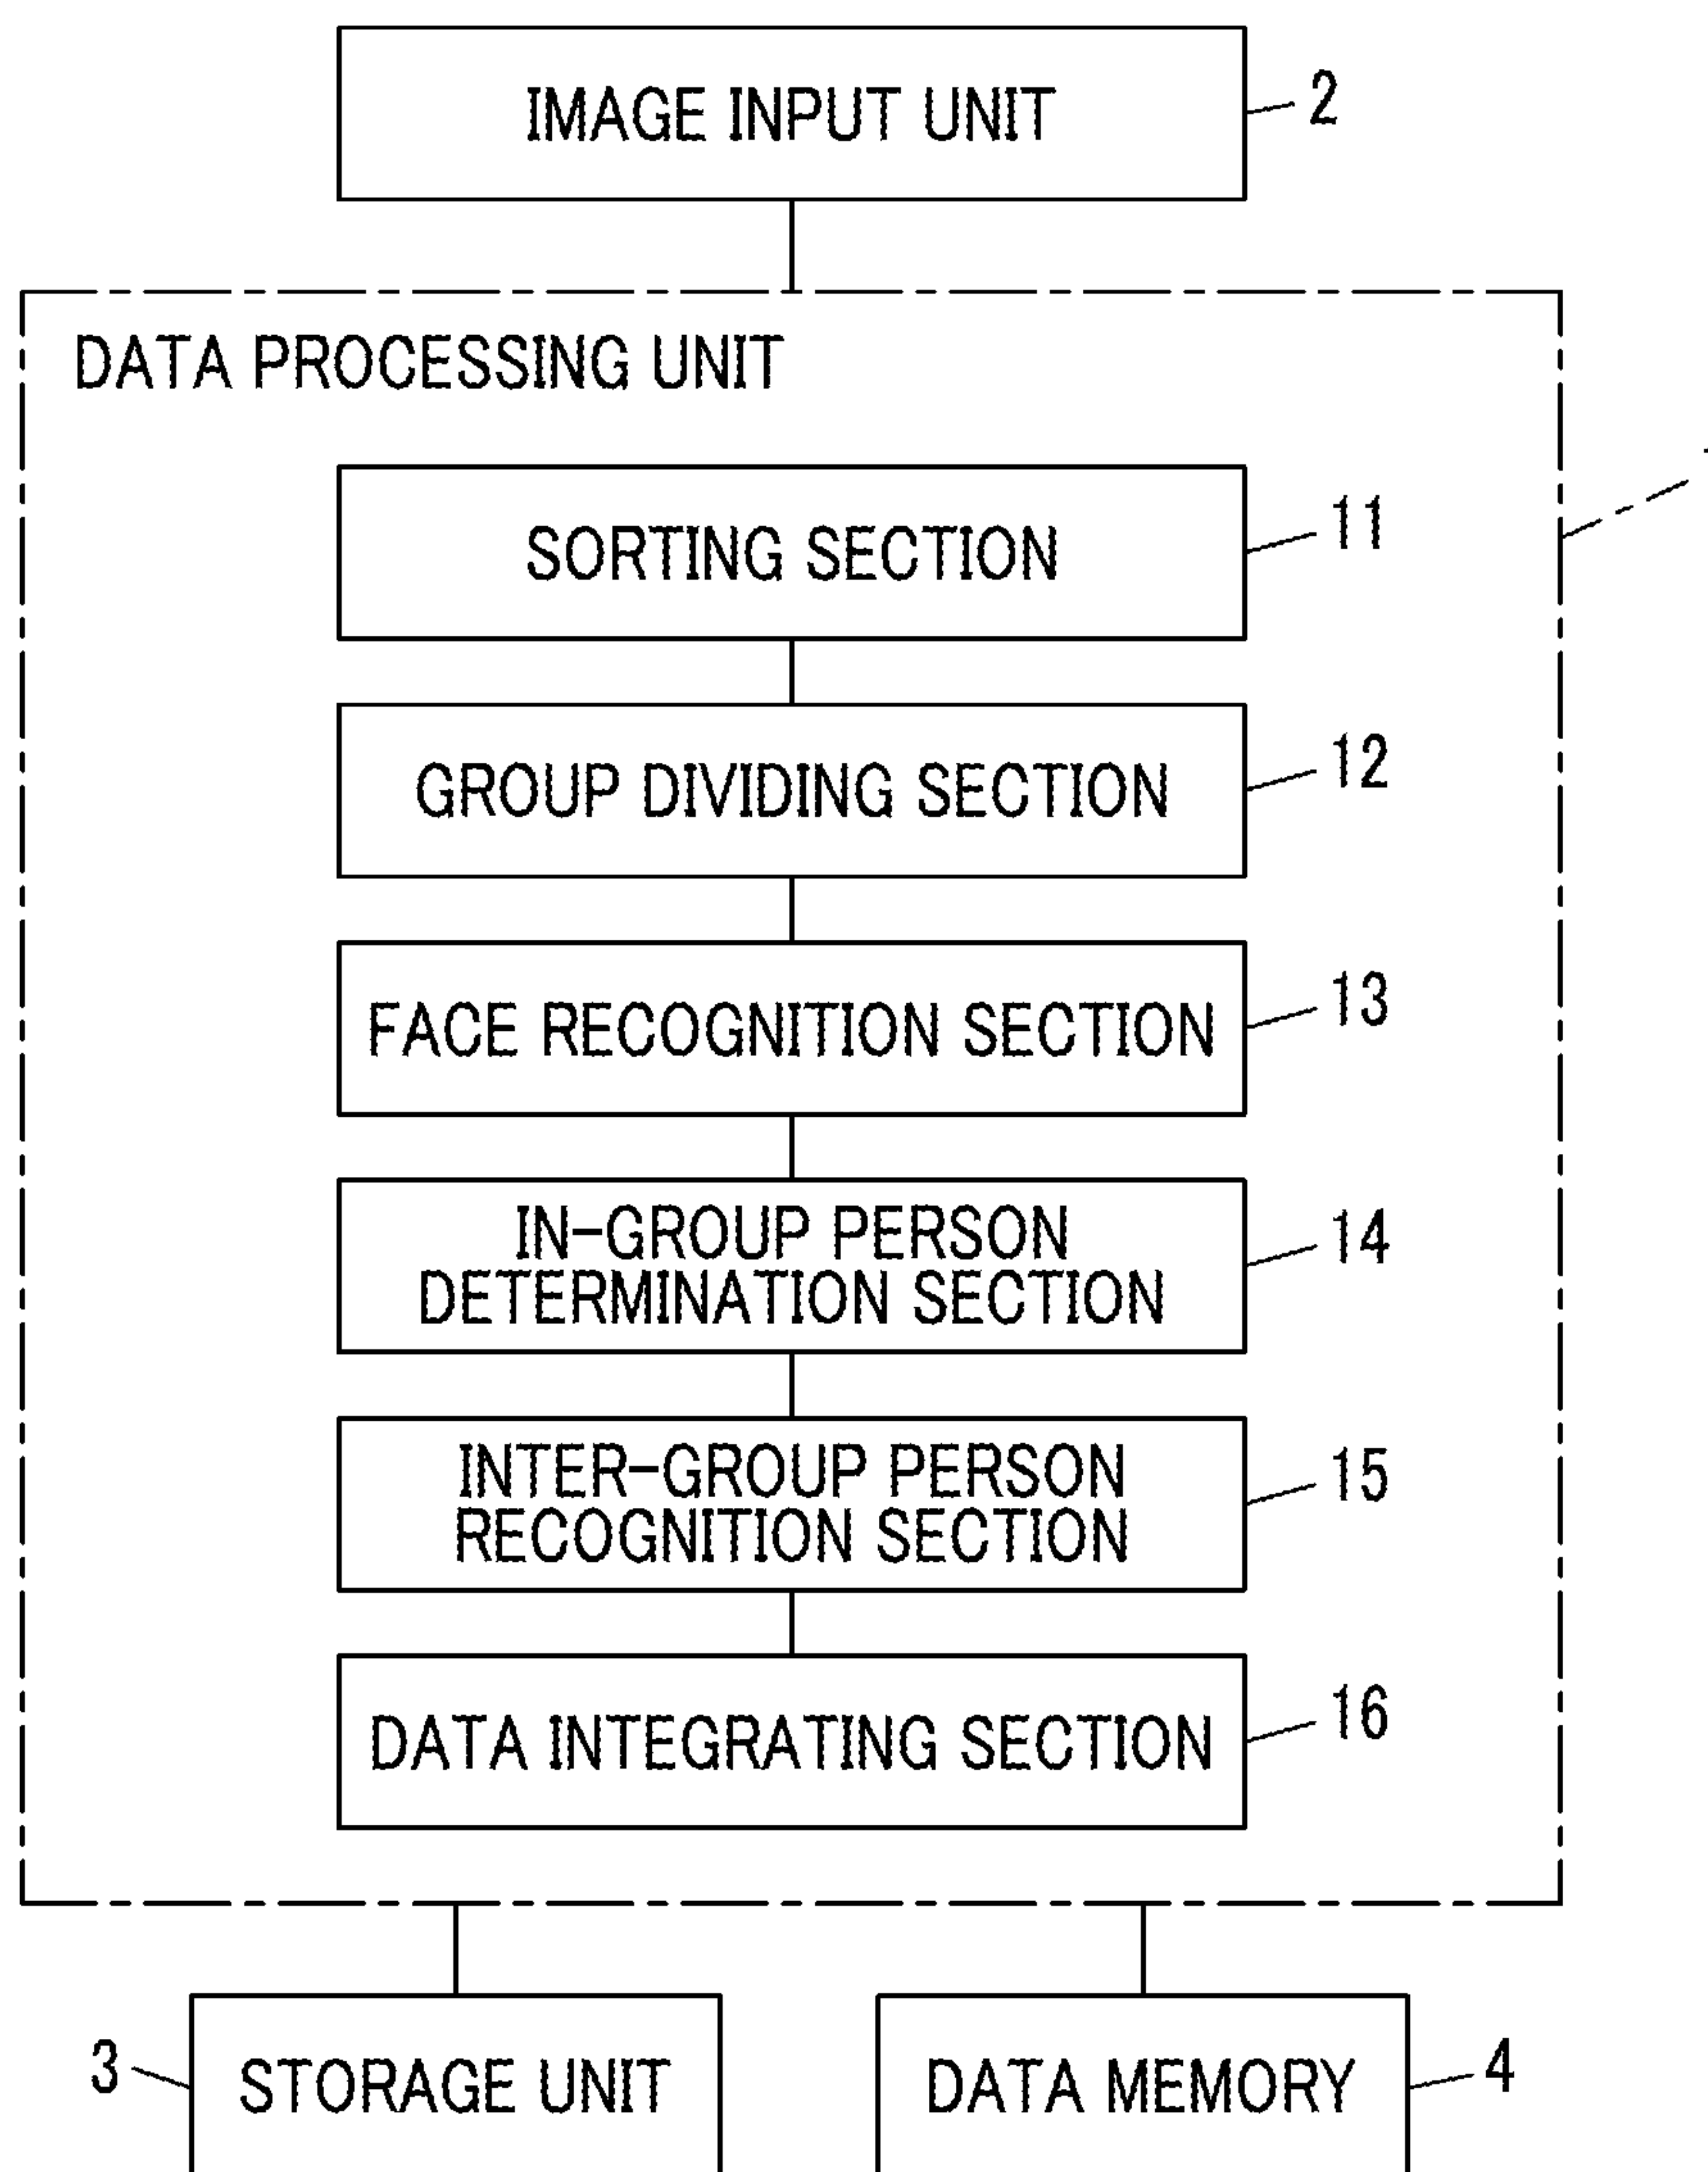 IMAGE INPUT UNIT
2
DATA PROCESSING UNIT
SORTING SECTION
11
GROUP DIVIDING SECTION
12
FACE RECOGNITION SECTION
13
IN-GROUP PERSON
DETERMINATION SECTION
14
INTER-GROUP PERSON
RECOGNITION SECTION
15
DATA INTEGRATING SECTION
16
3
STORAGE UNIT
DATA MEMORY
4